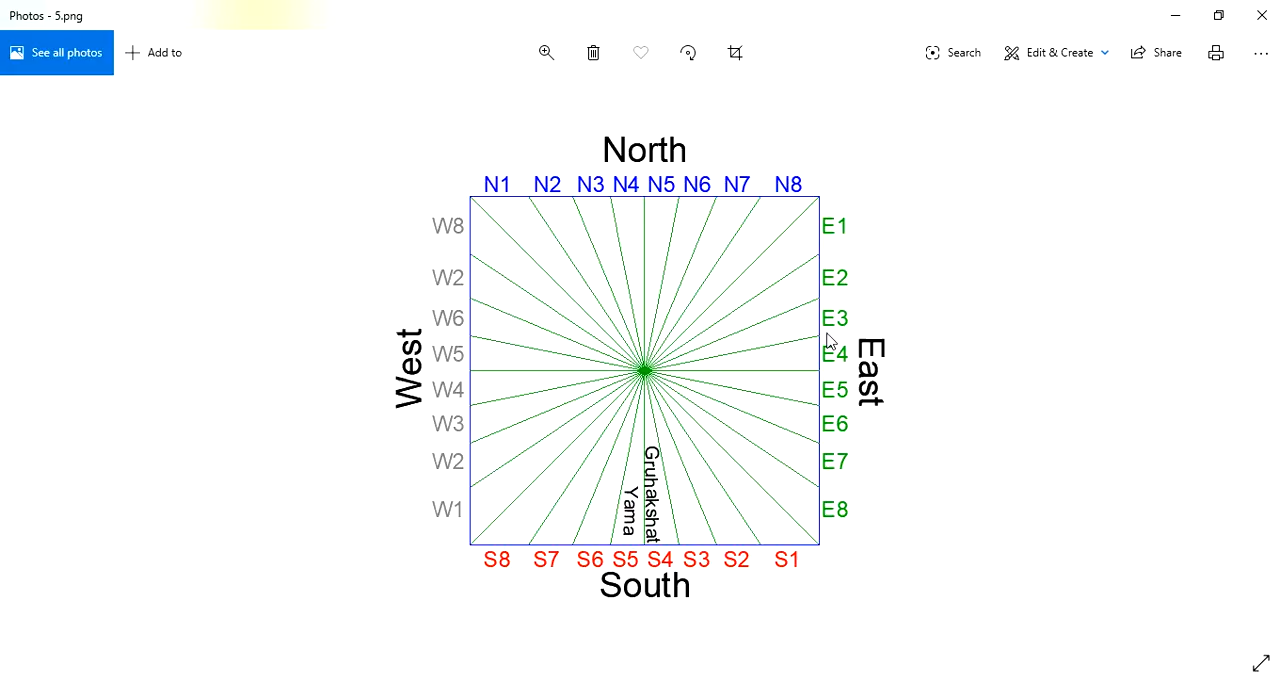 Photos - 5.png
See all photos
Add to
Search
Edit & Create
Share
North
N1 N2 N3 N4 N5 N6 N7 N8
W8
W2
W6
W5
W4
W3
W2
W1
West
E1
E2
E3
E4
E5
E6
E7
E8
East
Gruhakshat
Yama
S8 S7 S6 S5 S4 S3 S2 S1
South